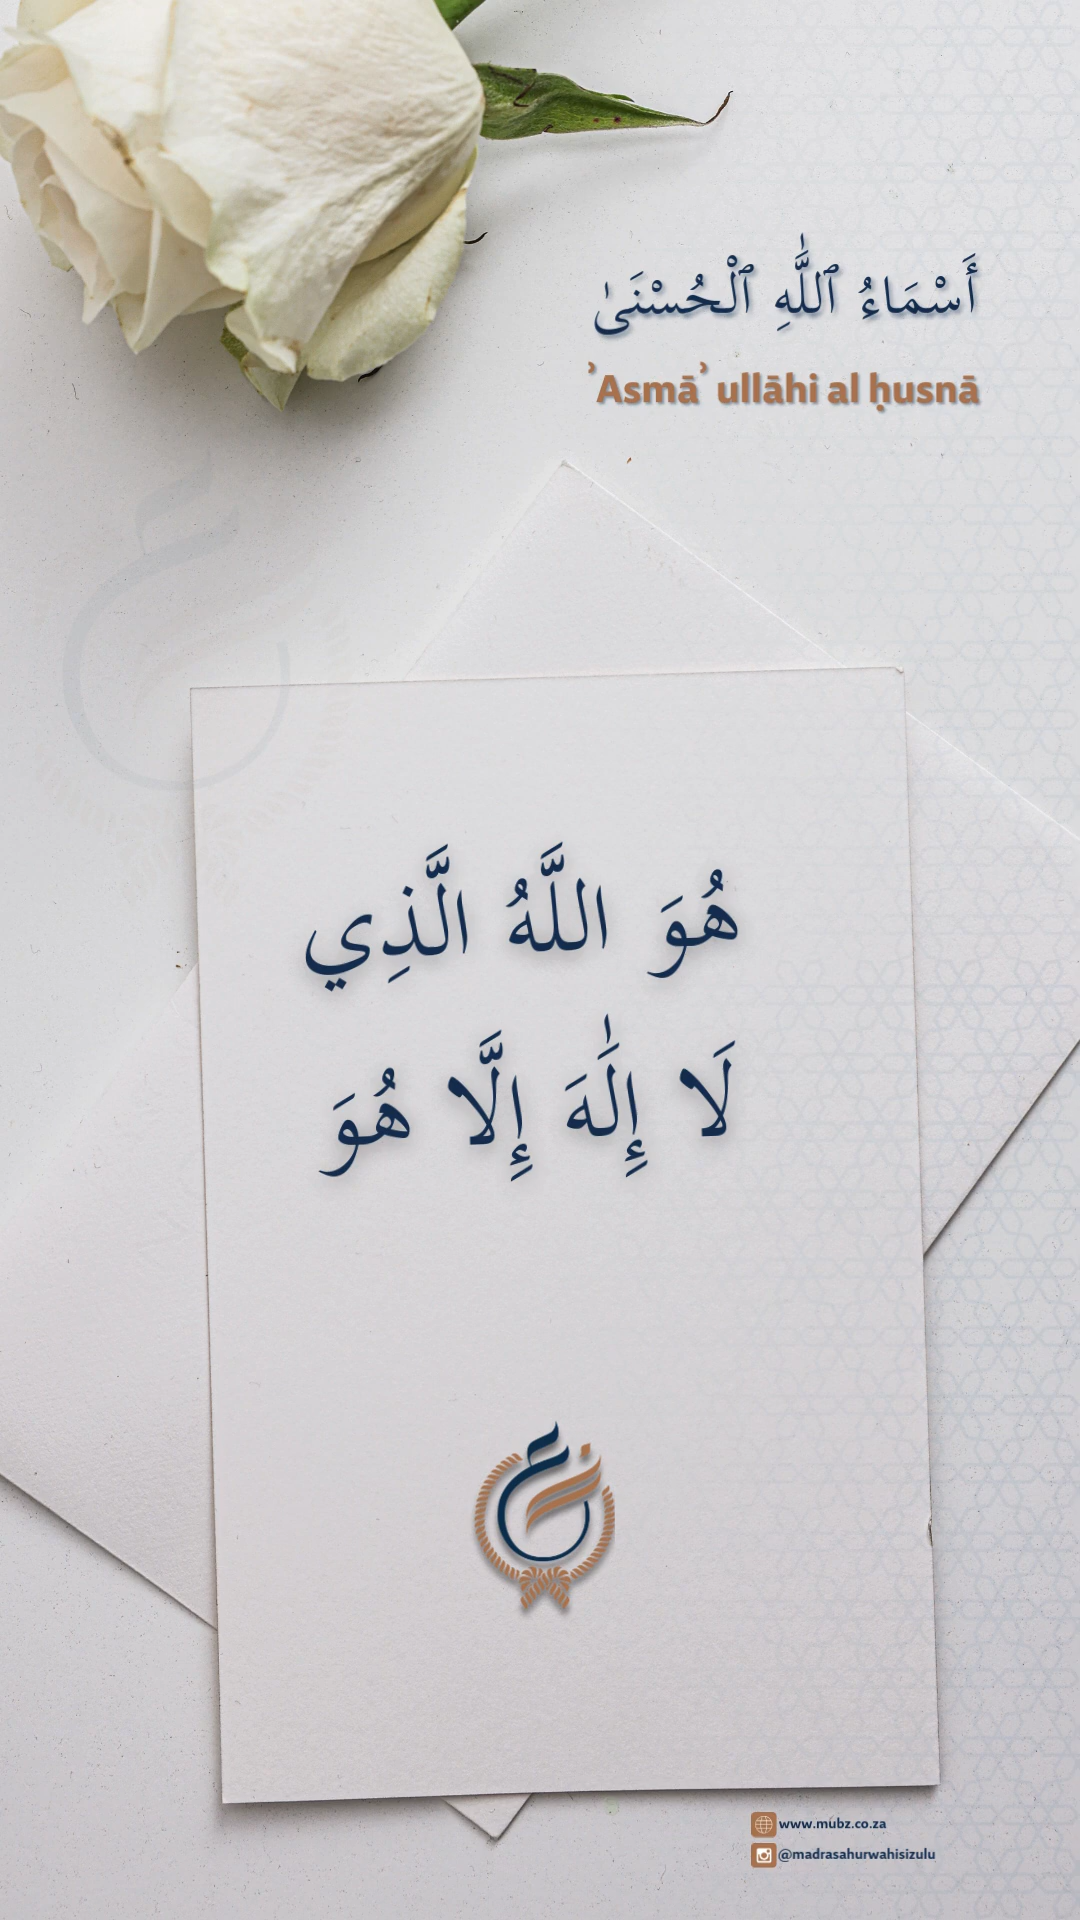 أَسْمَاءُ ٱللَّٰهِ ٱلْحُسْنَىٰ
ʾAsmāʾ ullāhi al ḥusnā
هُوَ اللَّهُ الَّذِي
لَا إِلَٰهَ إِلَّا هُوَ
www.mubz.co.za
@madrasahurwahisizulu